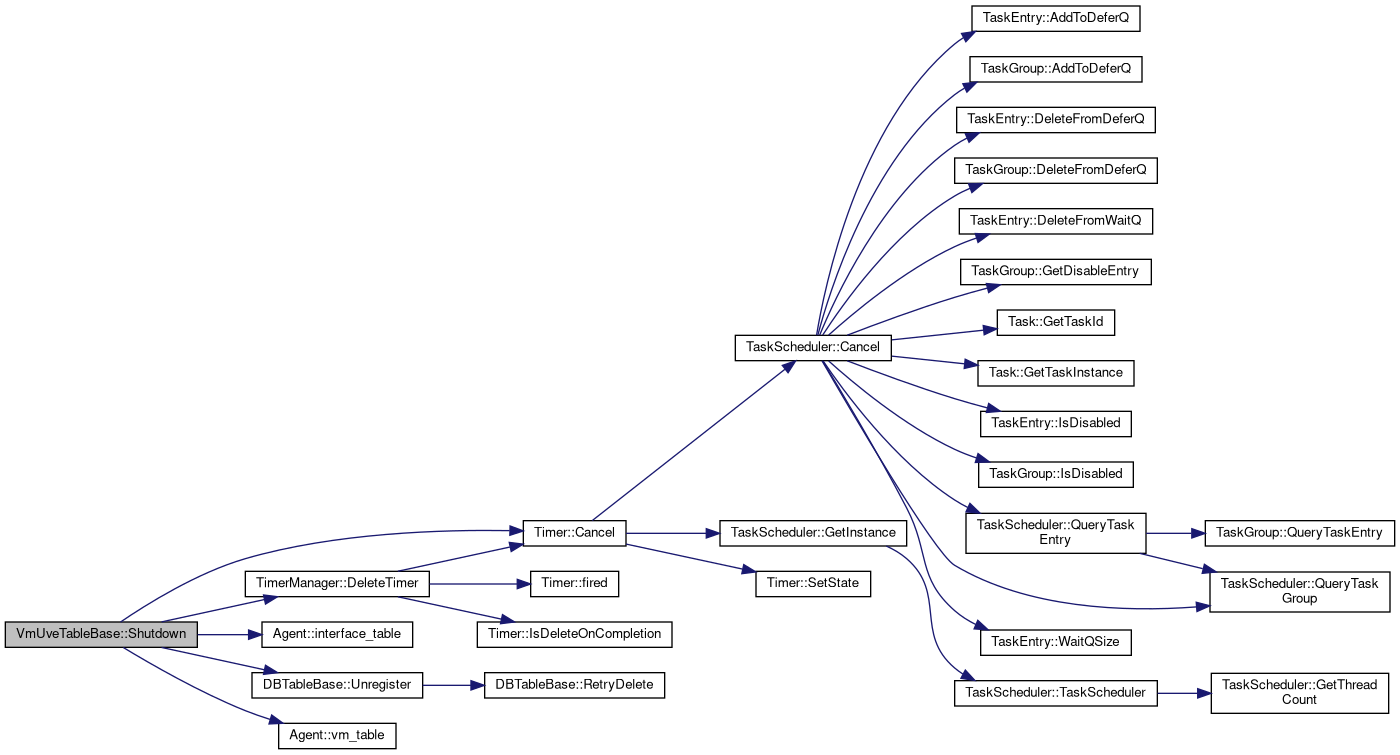 TaskEntry::AddToDeferQ
TaskGroup::AddToDeferQ
TaskEntry::DeleteFromDeferQ
TaskGroup::DeleteFromDeferQ
TaskEntry::DeleteFromWaitQ
TaskGroup::GetDisableEntry
Task::GetTaskId
TaskScheduler::Cancel
Task::GetTaskInstance
TaskEntry::IsDisabled
TaskGroup::IsDisabled
TaskScheduler::QueryTask
Entry
TaskGroup::QueryTaskEntry
Timer::Cancel
TaskScheduler::GetInstance
TimerManager::DeleteTimer
Timer::fired
Timer::SetState
TaskScheduler::QueryTask
Group
VmUveTableBase::Shutdown
Agent::interface_table
Timer::IsDeleteOnCompletion
TaskEntry::WaitQSize
DBTableBase::Unregister
DBTableBase::RetryDelete
TaskScheduler::TaskScheduler
TaskScheduler::GetThread
Count
Agent::vm_table